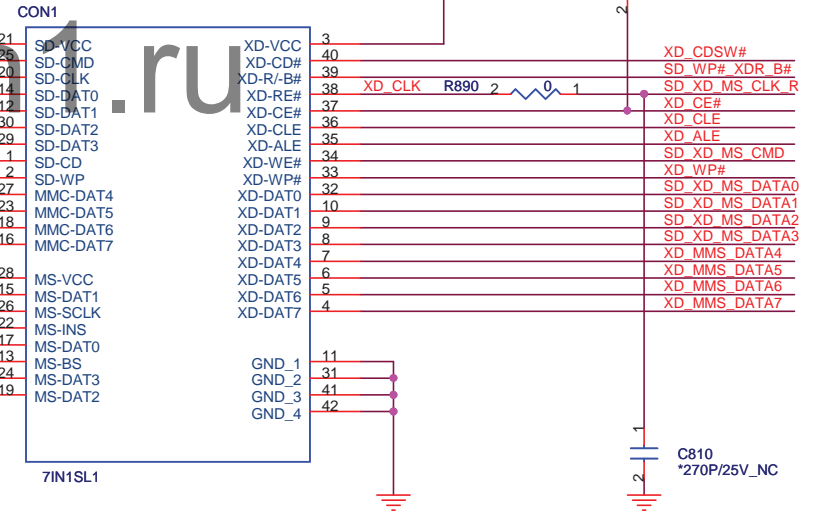 CON1
2
21 SD-VCC XD-VCC 3
25 SD-CMD XD-CD# 40 XD_CDSW#
20 SD-CLK XD-R/-B# 39 SD_WP#_XDR_B#
14 SD-DAT0 XD-RE# 38 XD_CLK R890 2 0 1 SD_XD_MS_CLK_R
12 SD-DAT1 XD-CE# 37 XD_CE#
30 SD-DAT2 XD-CLE 36 XD_CLE
29 SD-DAT3 XD-ALE 35 XD_ALE
1 SD-CD XD-WE# 34 SD_XD_MS_CMD
2 SD-WP XD-WP# 33 XD_WP#
27 MMC-DAT4 XD-DAT0 32 SD_XD_MS_DATA0
23 MMC-DAT5 XD-DAT1 10 SD_XD_MS_DATA1
18 MMC-DAT6 XD-DAT2 9 SD_XD_MS_DATA2
16 MMC-DAT7 XD-DAT3 8 SD_XD_MS_DATA3
XD-DAT4 7 XD_MMS_DATA4
28 MS-VCC XD-DAT5 6 XD_MMS_DATA5
15 MS-DAT1 XD-DAT6 5 XD_MMS_DATA6
26 MS-SCLK XD-DAT7 4 XD_MMS_DATA7
22 MS-INS
17 MS-DAT0
13 MS-BS GND_1 11
24 MS-DAT3 GND_2 31
19 MS-DAT2 GND_3 41
GND_4 42
1
C810
*270P/25V_NC
2
7IN1SL1
1.ru